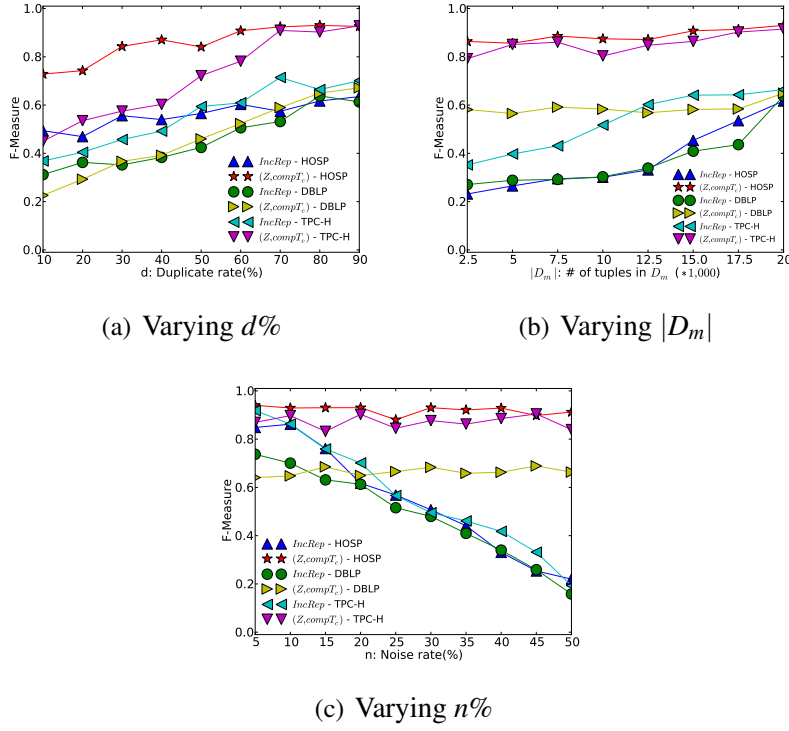 1.0
0.8
0.6
0.4
0.2
0.0
F-Measure
IncRep - HOSP
(Z,compT_c) - HOSP
IncRep - DBLP
(Z,compT_c) - DBLP
IncRep - TPC-H
(Z,compT_c) - TPC-H
10 20 30 40 50 60 70 80 90
d: Duplicate rate(%)
(a) Varying d%
1.0
0.8
0.6
0.4
0.2
0.0
F-Measure
IncRep - HOSP
(Z,compT_c) - HOSP
IncRep - DBLP
(Z,compT_c) - DBLP
IncRep - TPC-H
(Z,compT_c) - TPC-H
2.5 5 7.5 10 12.5 15 17.5 20
|D_m|: # of tuples in D_m (*1,000)
(b) Varying |D_m|
1.0
0.8
0.6
0.4
0.2
0.0
F-Measure
IncRep - HOSP
(Z,compT_c) - HOSP
IncRep - DBLP
(Z,compT_c) - DBLP
IncRep - TPC-H
(Z,compT_c) - TPC-H
5 10 15 20 25 30 35 40 45 50
n: Noise rate(%)
(c) Varying n%